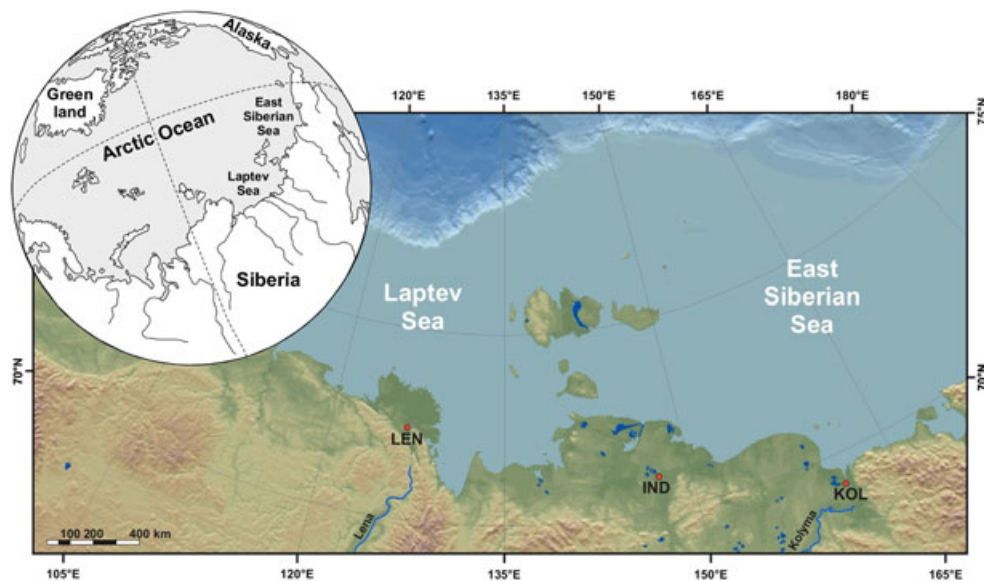 Alaska
Green
land
East
Siberian
Sea
Arctic Ocean
Laptev
Sea
Siberia
120°E
135°E
150°E
165°E
180°E
75°N
Laptev
Sea
East
Siberian
Sea
70°N
70°N
LEN
IND
KOL
Lena
Kolyma
100 200 400 km
105°E
120°E
135°E
150°E
165°E